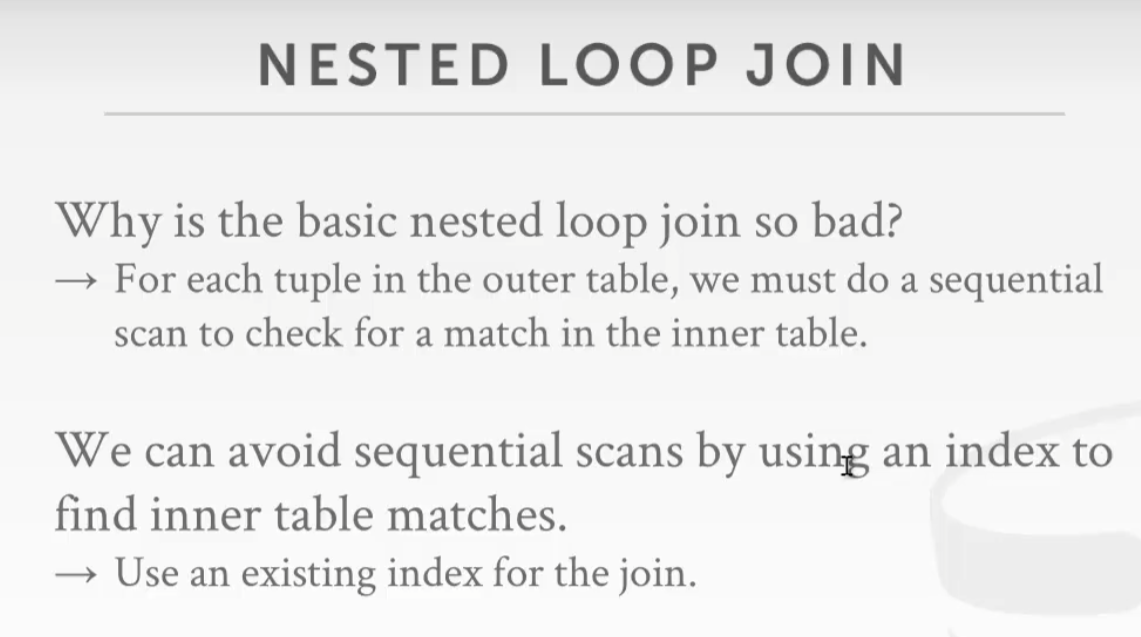 NESTED LOOP JOIN
Why is the basic nested loop join so bad?
→ For each tuple in the outer table, we must do a sequential
scan to check for a match in the inner table.
We can avoid sequential scans by using an index to
find inner table matches.
→ Use an existing index for the join.